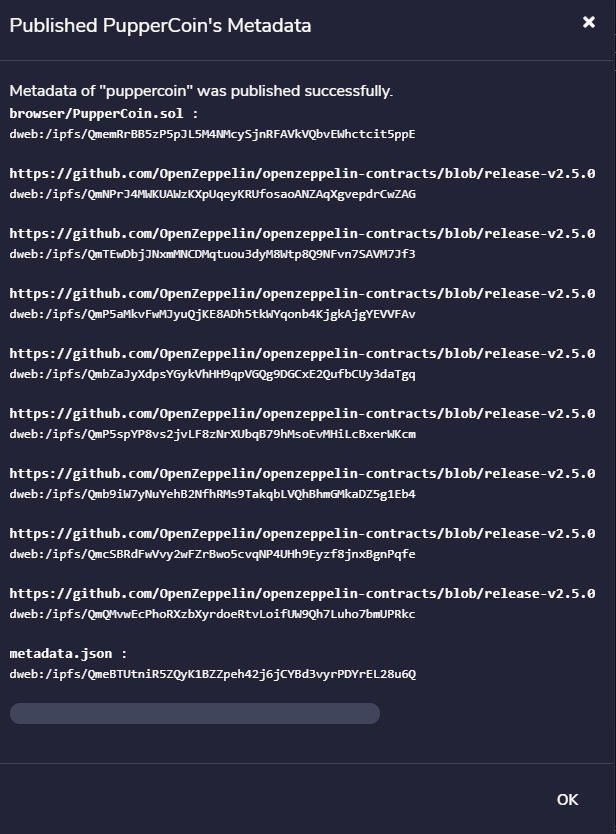 Published PupperCoin's Metadata
Metadata of "puppercoin" was published successfully.
browser/PupperCoin.sol :
dweb:/ipfs/QmemRrBB5zP5pJL5M4NMcySjnRFAVkVQbvEWhctcit5ppE
https://github.com/OpenZeppelin/openzeppelin-contracts/blob/release-v2.5.0
dweb:/ipfs/QmNPrJ4MWKUAWzKXpUqeyKRUfosaoANZAqXgvepdrCwZAG
https://github.com/OpenZeppelin/openzeppelin-contracts/blob/release-v2.5.0
dweb:/ipfs/QmTEwDbjJNxmMNCDMqtuou3dyM8Wtp8Q9NFvn7SAVM7Jf3
https://github.com/OpenZeppelin/openzeppelin-contracts/blob/release-v2.5.0
dweb:/ipfs/QmP5aMkvFwMJyuQjKE8ADh5tkWYqonb4KjgkAjgYEVVFAv
https://github.com/OpenZeppelin/openzeppelin-contracts/blob/release-v2.5.0
dweb:/ipfs/QmbZaJyXdpsYGykVhHH9qpVGQg9DGCxE2QufbCUy3daTgq
https://github.com/OpenZeppelin/openzeppelin-contracts/blob/release-v2.5.0
dweb:/ipfs/QmP5spYP8vs2jvLF8zNrXUbqB79hMsoEvMHiLcBxerWKcm
https://github.com/OpenZeppelin/openzeppelin-contracts/blob/release-v2.5.0
dweb:/ipfs/Qmb9iW7yNuYehB2NfhRMs9TakqbLVQhBhmGMkaDZ5g1Eb4
https://github.com/OpenZeppelin/openzeppelin-contracts/blob/release-v2.5.0
dweb:/ipfs/QmcSBRdFwVvy2wFZrBwo5cvqNP4UHh9Eyzf8jnxBgnPqfe
https://github.com/OpenZeppelin/openzeppelin-contracts/blob/release-v2.5.0
dweb:/ipfs/QmQMvwEcPhoRXzbXyrdoeRtvLoifUW9Qh7Luho7bmUPRkc
metadata.json :
dweb:/ipfs/QmeBTUtniR5ZQyK1BZZpeh42j6jCYBd3vyrPDYrEL28u6Q
OK